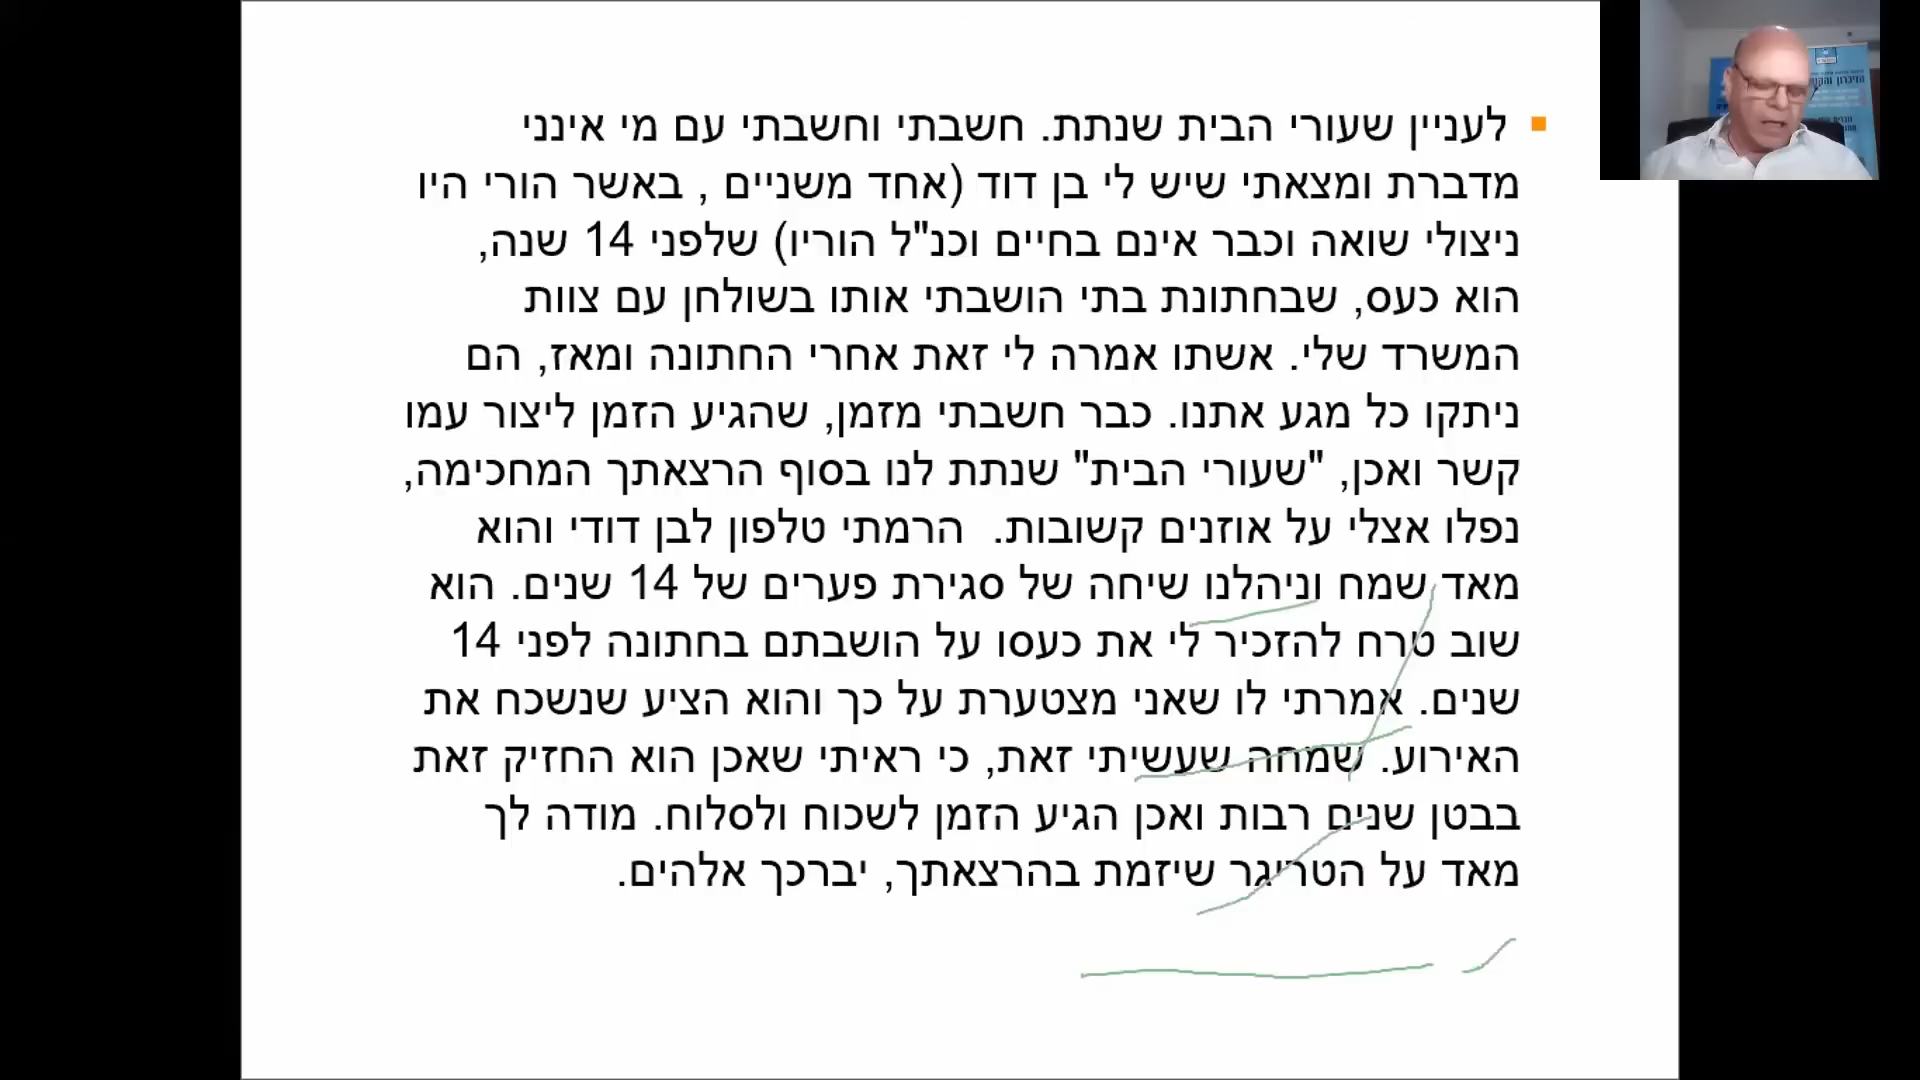 לעניין שעורי הבית שנתת. חשבתי וחשבתי עם מי אינני
מדברת ומצאתי שיש לי בן דוד (אחד משניים , באשר הורי היו
ניצולי שואה וכבר אינם בחיים וכנ"ל הוריו) שלפני 14 שנה,
הוא כעס, שבחתונת בתי הושבתי אותו בשולחן עם צוות
המשרד שלי. אשתו אמרה לי זאת אחרי החתונה ומאז, הם
ניתקו כל מגע אתנו. כבר חשבתי מזמן, שהגיע הזמן ליצור עמו
קשר ואכן, "שעורי הבית" שנתת לנו בסוף הרצאתך המחכימה,
נפלו אצלי על אוזנים קשובות. הרמתי טלפון לבן דודי והוא
מאד שמח וניהלנו שיחה של סגירת פערים של 14 שנים. הוא
שוב טרח להזכיר לי את כעסו על הושבתם בחתונה לפני 14
שנים. אמרתי לו שאני מצטערת על כך והוא הציע שנשכח את
האירוע. שמחה שעשיתי זאת, כי ראיתי שאכן הוא החזיק זאת
בבטן שנים רבות ואכן הגיע הזמן לשכוח ולסלוח. מודה לך
מאד על הטריגר שיזמת בהרצאתך, יברכך אלהים.